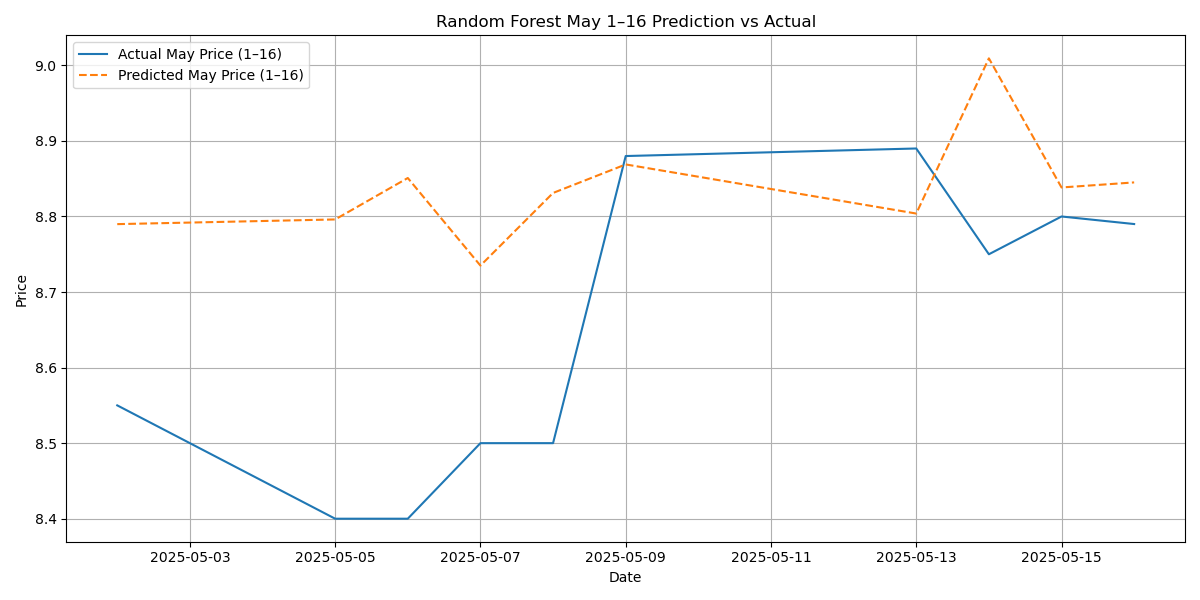 Random Forest May 1–16 Prediction vs Actual
Actual May Price (1–16)
Predicted May Price (1–16)
Price
9.0
8.9
8.8
8.7
8.6
8.5
8.4
2025-05-03
2025-05-05
2025-05-07
2025-05-09
2025-05-11
2025-05-13
2025-05-15
Date